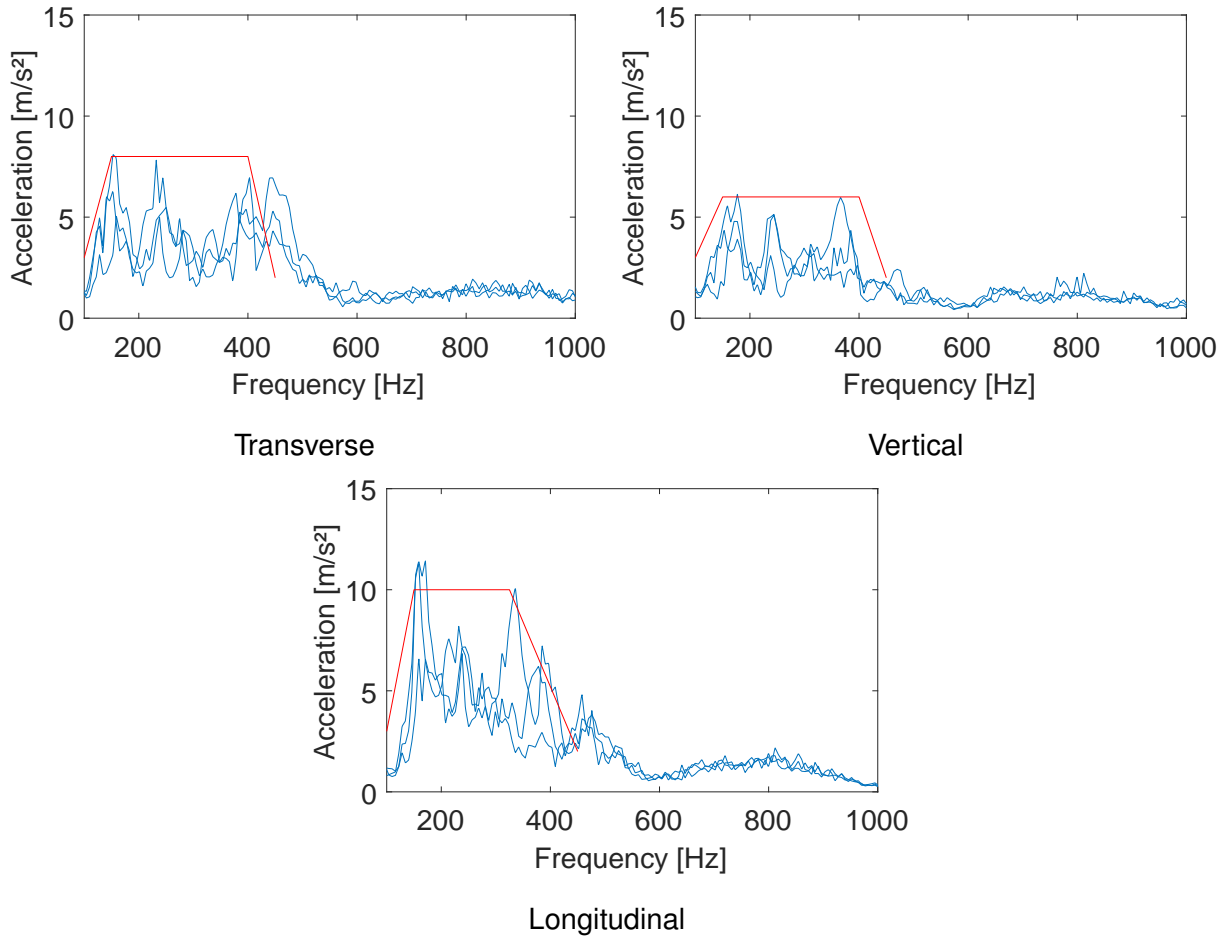 15
10
5
0
Acceleration [m/s²]
200 400 600 800 1000
Frequency [Hz]
Transverse
15
10
5
0
Acceleration [m/s²]
200 400 600 800 1000
Frequency [Hz]
Vertical
15
10
5
0
Acceleration [m/s²]
200 400 600 800 1000
Frequency [Hz]
Longitudinal